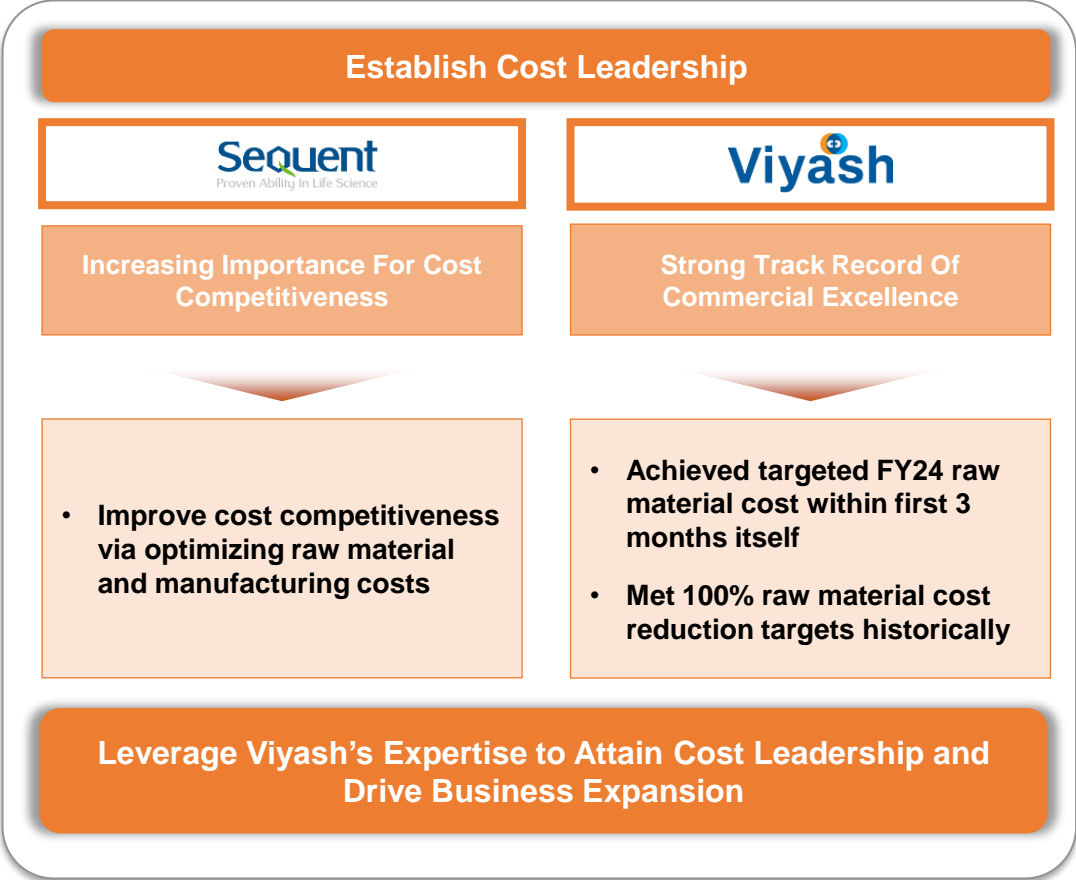 Establish Cost Leadership
Sequent
Proven Ability In Life Science
Viyash
Increasing Importance For Cost
Competitiveness
Strong Track Record Of
Commercial Excellence
• Improve cost competitiveness
via optimizing raw material
and manufacturing costs
• Achieved targeted FY24 raw
material cost within first 3
months itself
• Met 100% raw material cost
reduction targets historically
Leverage Viyash’s Expertise to Attain Cost Leadership and
Drive Business Expansion